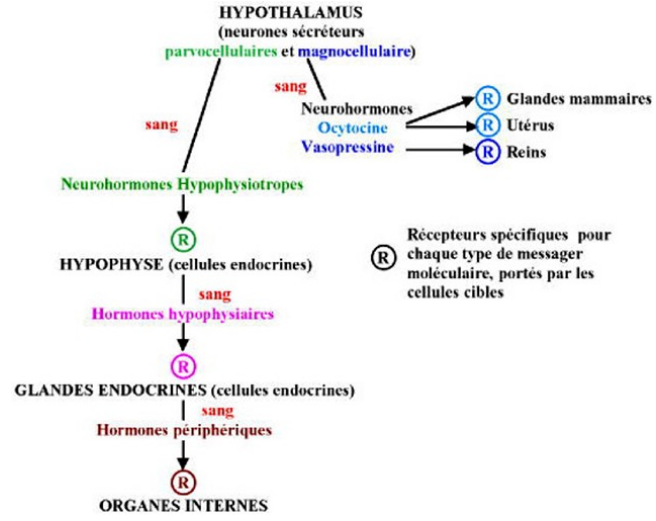 HYPOTHALAMUS
(neurones sécréteurs
parvocellulaires et magnocellulaire)
sang
sang
Neurohormones
Ocytocine
Vasopressine
R Glandes mammaires
R Utérus
R Reins
Neurohormones Hypophysiotropes
R
HYPOPHYSE (cellules endocrines)
sang
Hormones hypophysiaires
R
GLANDES ENDOCRINES (cellules endocrines)
sang
Hormones périphériques
R
ORGANES INTERNES
R
Récepteurs spécifiques pour
chaque type de messager
moléculaire, portés par les
cellules cibles